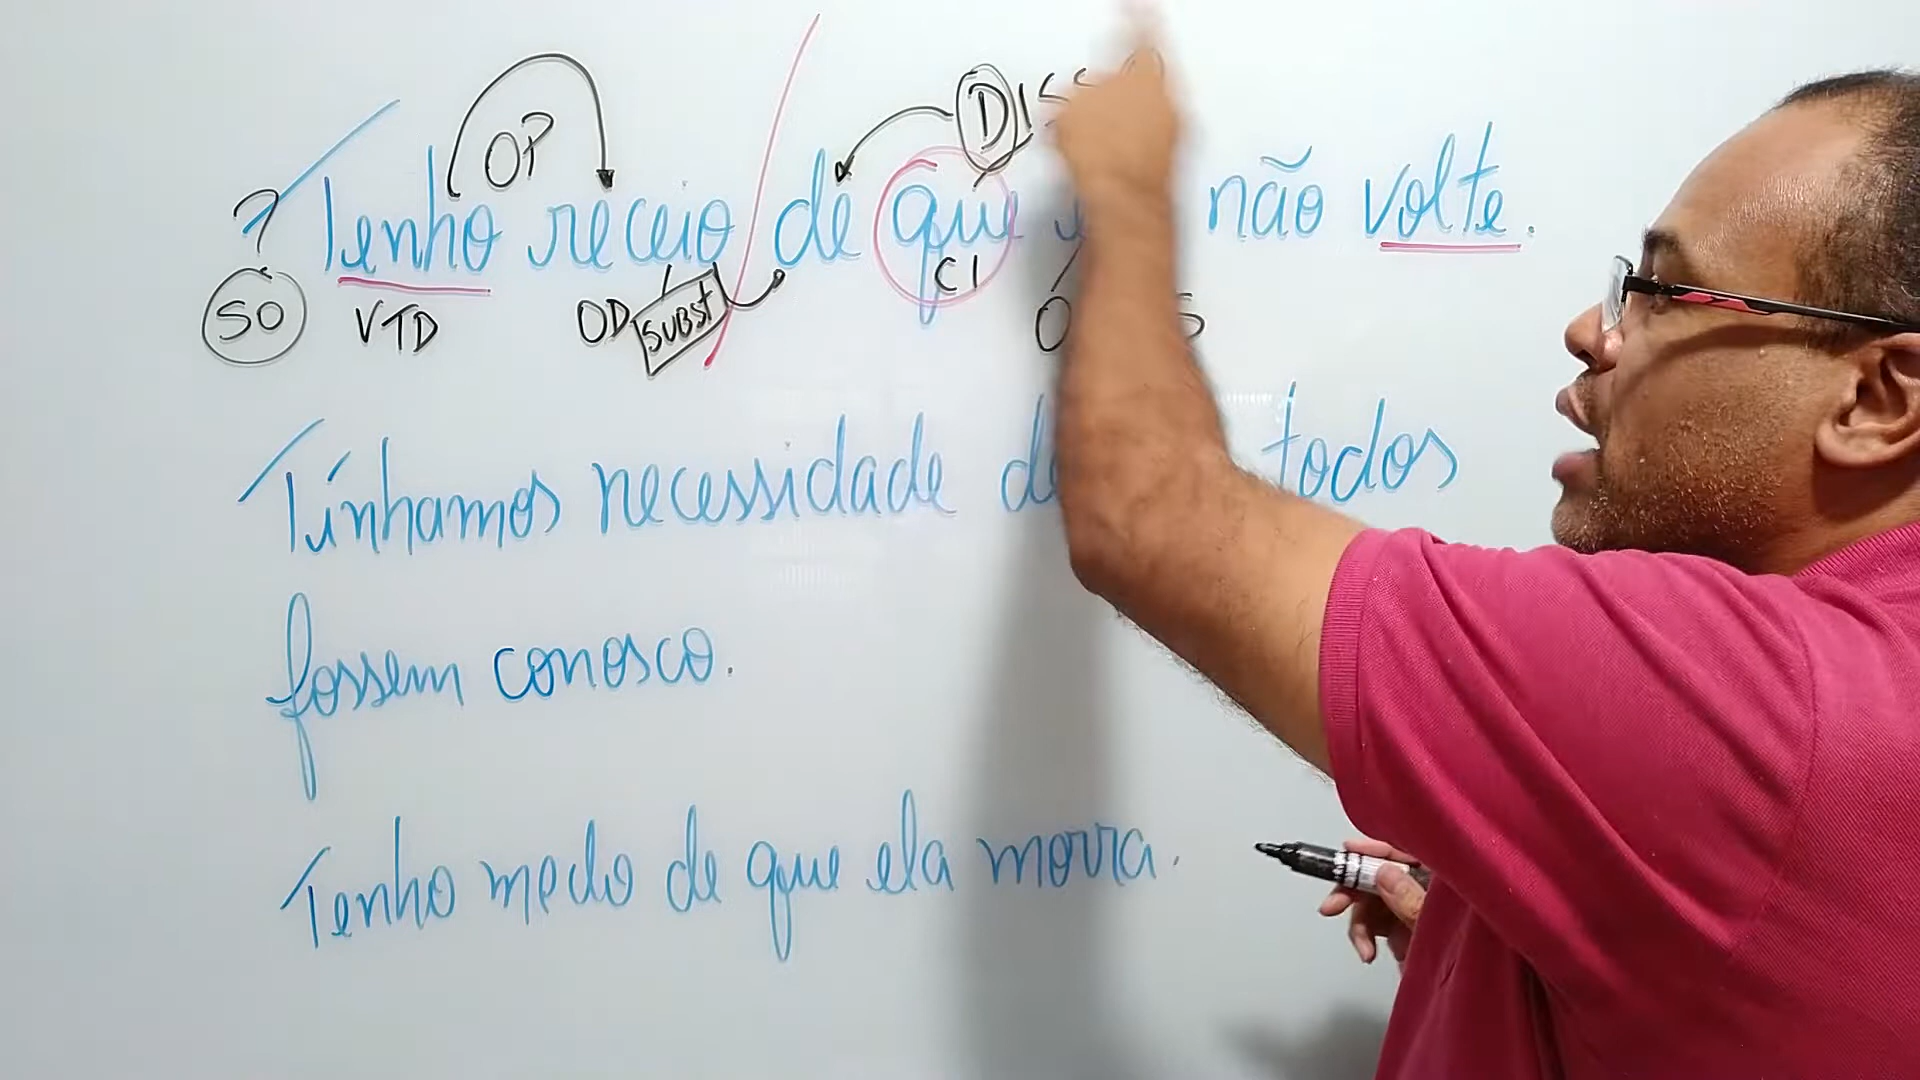 OP DISSO
? Tenho receio / de que não volte.
SO VTD OD SUBST CI O S
Tínhamos necessidade de todos
fossem conosco.
Tenho medo de que ela morra.